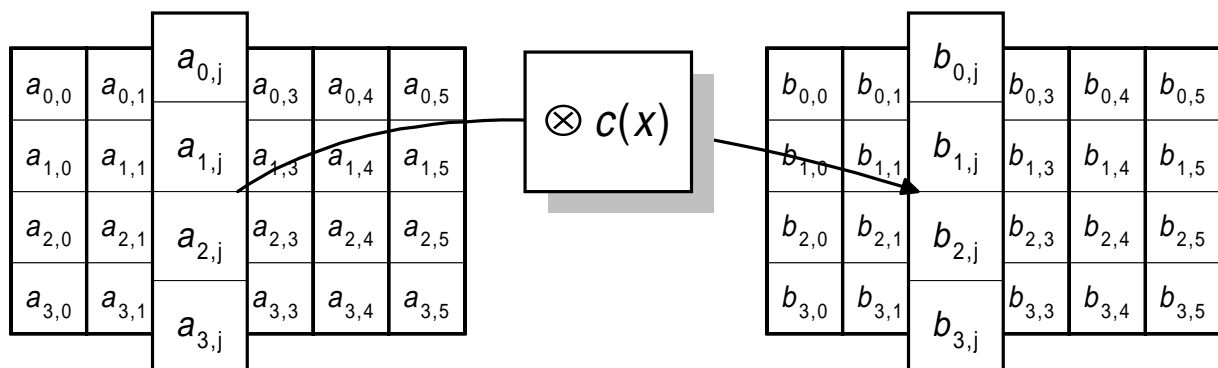 a0,0 a0,1 a0,j a0,3 a0,4 a0,5
a1,0 a1,1 a1,j a1,3 a1,4 a1,5
a2,0 a2,1 a2,j a2,3 a2,4 a2,5
a3,0 a3,1 a3,j a3,3 a3,4 a3,5
⊗ c(x)
b0,0 b0,1 b0,j b0,3 b0,4 b0,5
b1,0 b1,1 b1,j b1,3 b1,4 b1,5
b2,0 b2,1 b2,j b2,3 b2,4 b2,5
b3,0 b3,1 b3,j b3,3 b3,4 b3,5